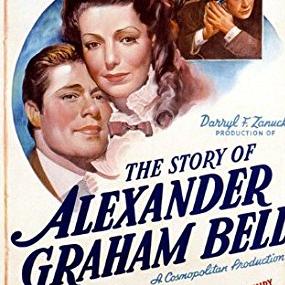 Darryl F. Zanuck
PRODUCTION OF
THE STORY OF
ALEXANDER
GRAHAM BELL
A Cosmopolitan Production